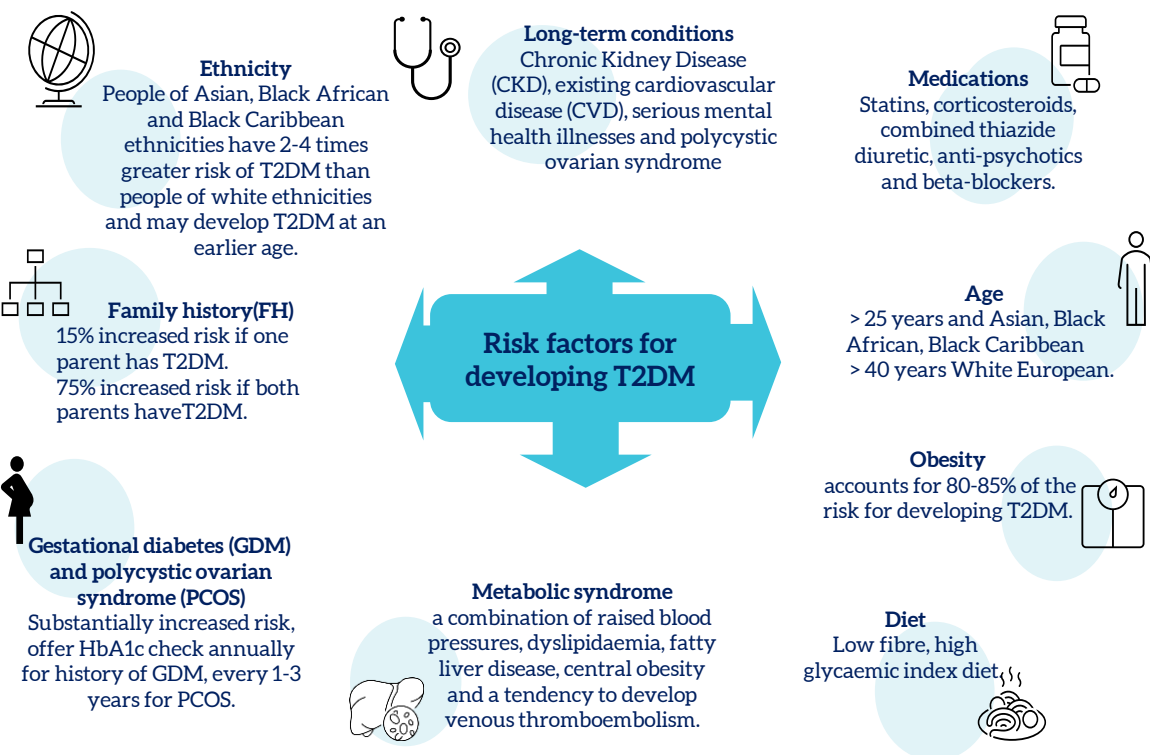 Ethnicity
People of Asian, Black African
and Black Caribbean
ethnicities have 2-4 times
greater risk of T2DM than
people of white ethnicities
and may develop T2DM at an
earlier age.
Long-term conditions
Chronic Kidney Disease
(CKD), existing cardiovascular
disease (CVD), serious mental
health illnesses and polycystic
ovarian syndrome
Medications
Statins, corticosteroids,
combined thiazide
diuretic, anti-psychotics
and beta-blockers.
Family history(FH)
15% increased risk if one
parent has T2DM.
75% increased risk if both
parents haveT2DM.
Risk factors for
developing T2DM
Age
> 25 years and Asian, Black
African, Black Caribbean
> 40 years White European.
Obesity
accounts for 80-85% of the
risk for developing T2DM.
Gestational diabetes (GDM)
and polycystic ovarian
syndrome (PCOS)
Substantially increased risk,
offer HbA1c check annually
for history of GDM, every 1-3
years for PCOS.
Metabolic syndrome
a combination of raised blood
pressures, dyslipidaemia, fatty
liver disease, central obesity
and a tendency to develop
venous thromboembolism.
Diet
Low fibre, high
glycaemic index diet.